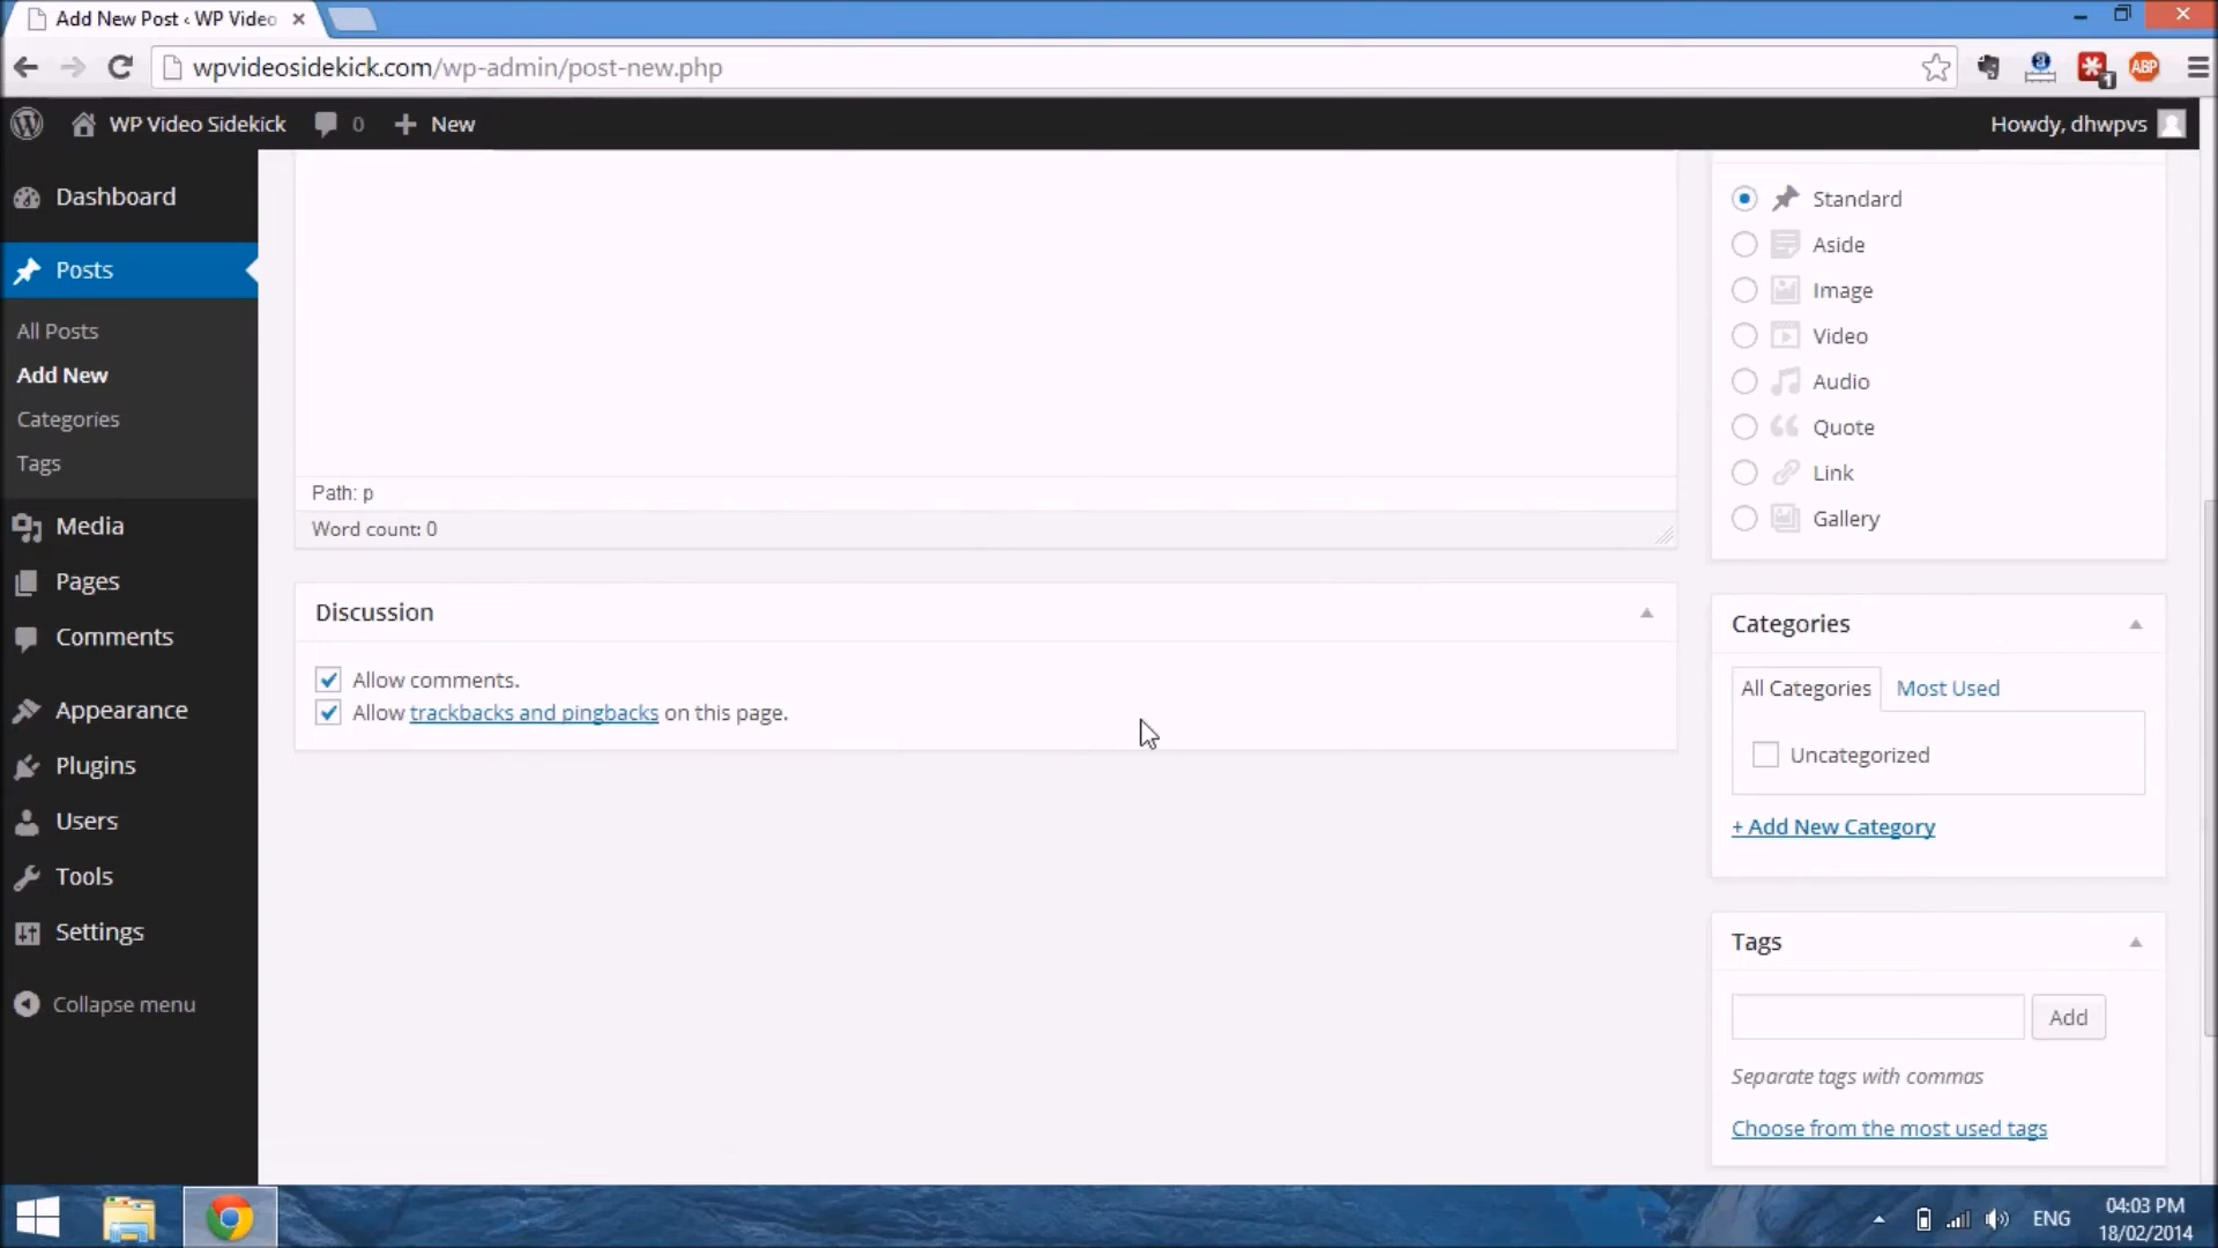 Add New Post ‹ WP Video
wpvideosidekick.com/wp-admin/post-new.php
ABP
1
WP Video Sidekick
0
New
Howdy, dhwpvs
Dashboard
Posts
All Posts
Add New
Categories
Tags
Media
Pages
Comments
Appearance
Plugins
Users
Tools
Settings
Collapse menu
Path: p
Word count: 0
Discussion
Allow comments.
Allow trackbacks and pingbacks on this page.
Standard
Aside
Image
Video
Audio
Quote
Link
Gallery
Categories
All Categories
Most Used
Uncategorized
+ Add New Category
Tags
Add
Separate tags with commas
Choose from the most used tags
ENG
04:03 PM
18/02/2014